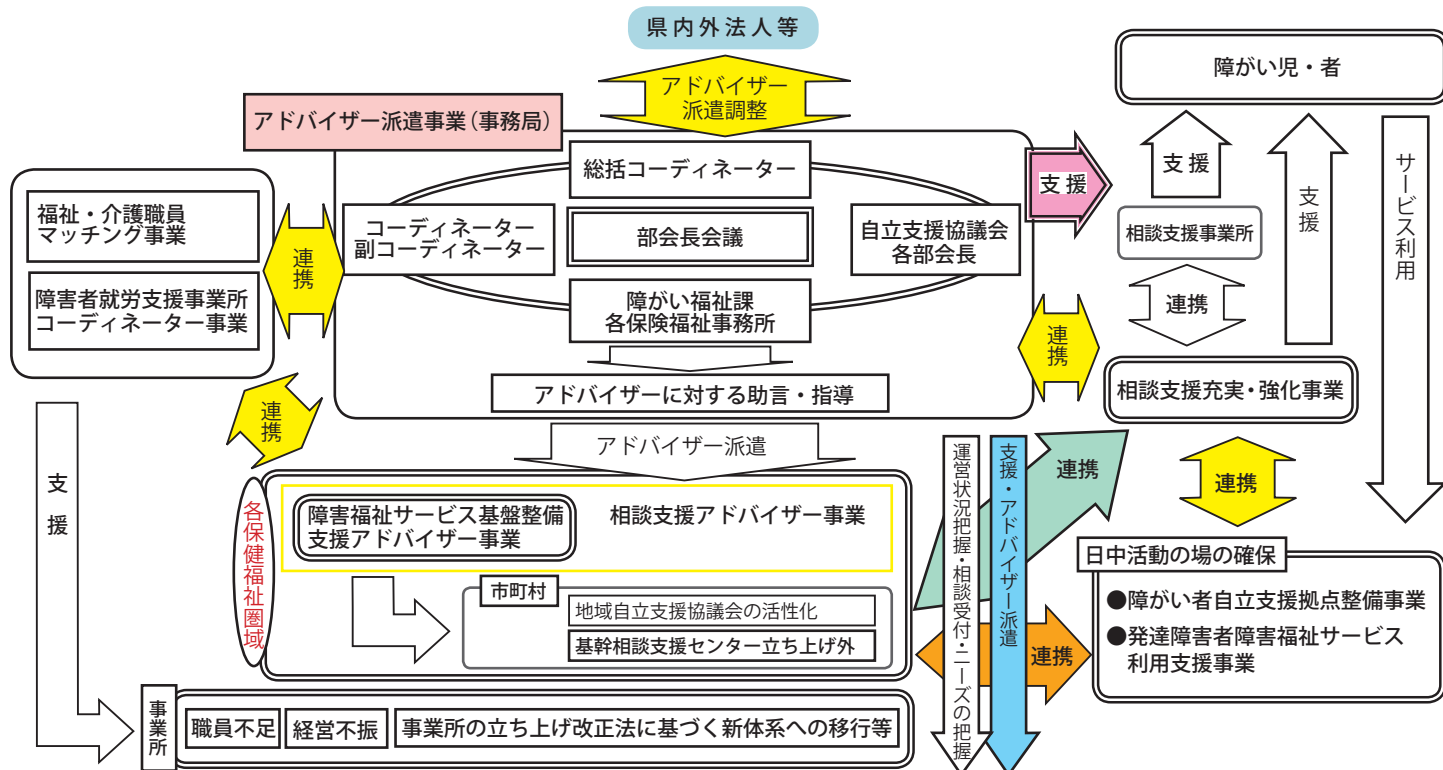 県内外法人等
アドバイザー
派遣調整
障がい児・者
アドバイザー派遣事業（事務局）
総括コーディネーター
コーディネーター
副コーディネーター
部会長会議
自立支援協議会
各部会長
障がい福祉課
各保険福祉事務所
アドバイザーに対する助言・指導
支援
支援
相談支援事業所
支援
サービス利用
福祉・介護職員
マッチング事業
障害者就労支援事業所
コーディネーター事業
連携
連携
連携
相談支援充実・強化事業
連携
アドバイザー派遣
連携
支援
各保健福祉圏域
障害福祉サービス基盤整備
支援アドバイザー事業
相談支援アドバイザー事業
市町村
地域自立支援協議会の活性化
基幹相談支援センター立ち上げ外
運営状況把握・相談受付・ニーズの把握
支援・アドバイザー派遣
連携
連携
日中活動の場の確保
●障がい者自立支援拠点整備事業
●発達障害者障害福祉サービス
利用支援事業
連携
事業所
職員不足
経営不振
事業所の立ち上げ改正法に基づく新体系への移行等